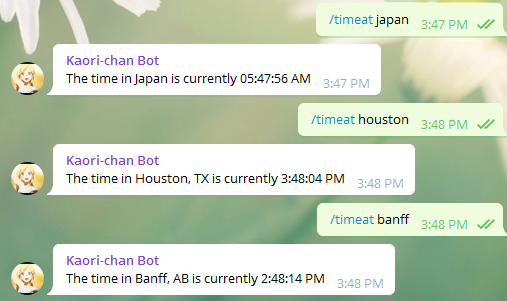 /timeat japan 3:47 PM
Kaori-chan Bot
The time in Japan is currently 05:47:56 AM 3:47 PM
/timeat houston 3:48 PM
Kaori-chan Bot
The time in Houston, TX is currently 3:48:04 PM 3:48 PM
/timeat banff 3:48 PM
Kaori-chan Bot
The time in Banff, AB is currently 2:48:14 PM 3:48 PM